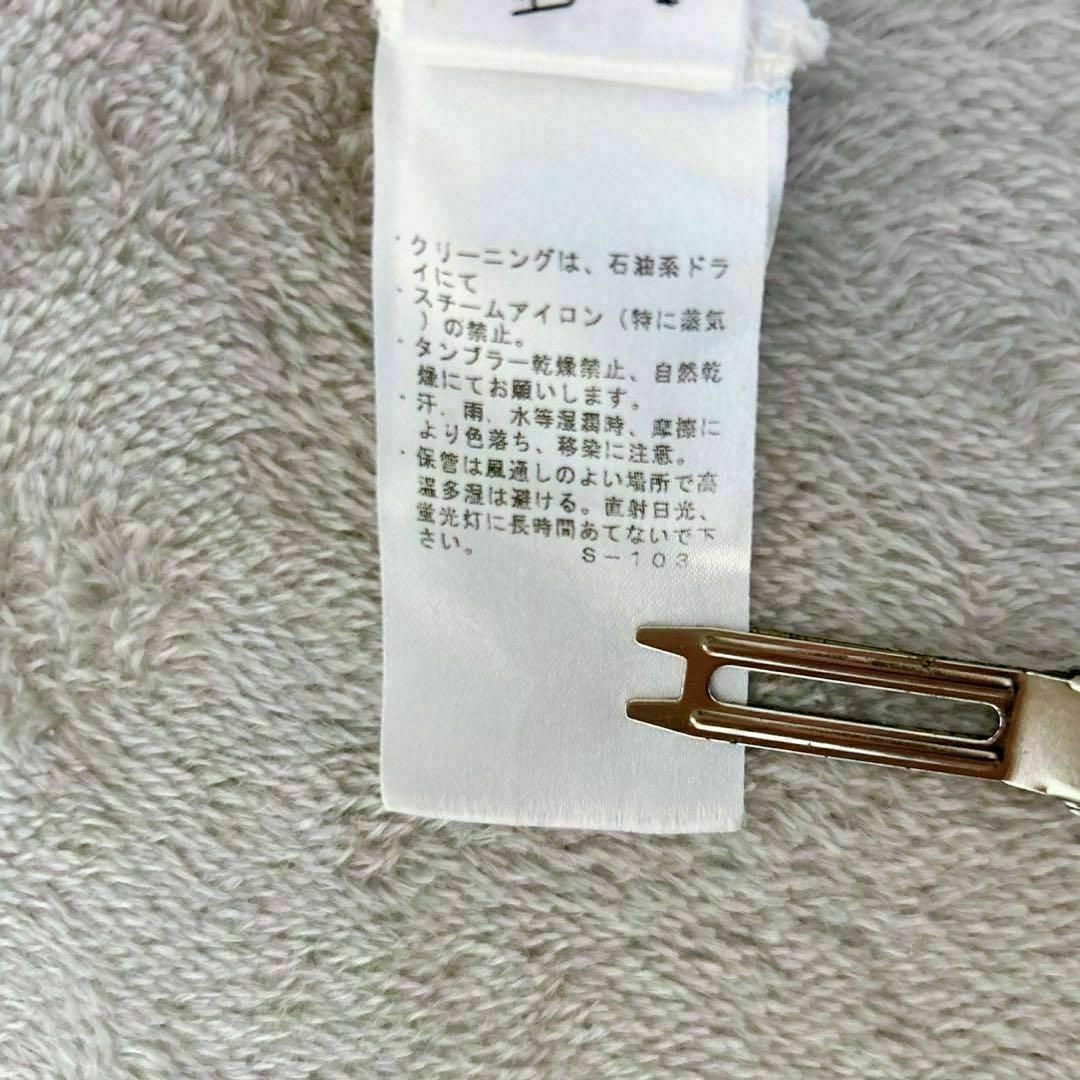 ・クリーニングは、石油系ドラ
イにて
・スチームアイロン（特に蒸気
）の禁止。
・タンブラー乾燥禁止、自然乾
燥にてお願いします。
・汗、雨、水等湿潤時、摩擦に
より色落ち、移染に注意。
・保管は風通しのよい場所で高
温多湿は避ける。直射日光、
蛍光灯に長時間あてないで下
さい。　　　Ｓ－１０３